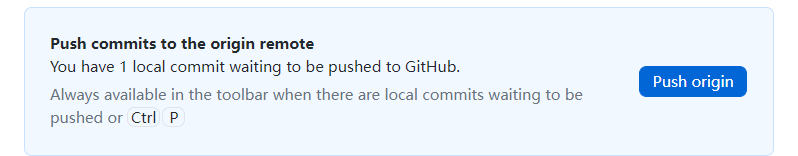 Push commits to the origin remote
You have 1 local commit waiting to be pushed to GitHub.
Push origin
Always available in the toolbar when there are local commits waiting to be
pushed or Ctrl P